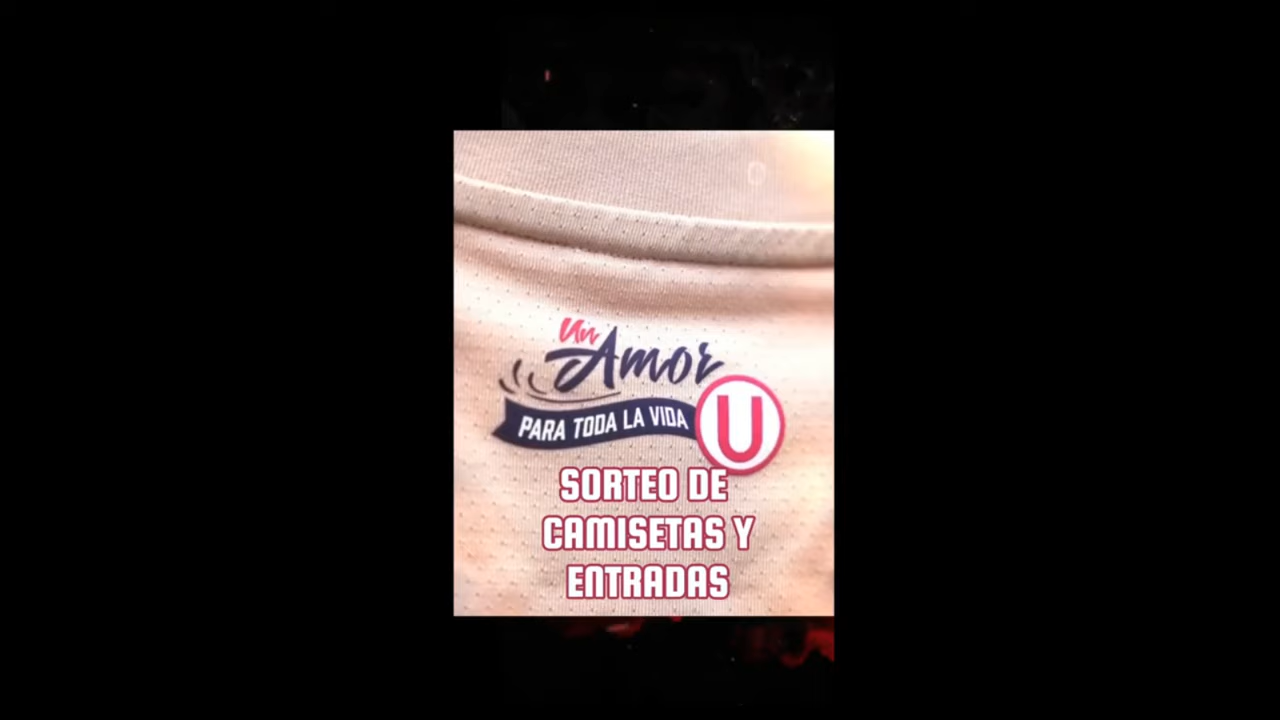 Un
Amor
PARA TODA LA VIDA
U
SORTEO DE
CAMISETAS Y
ENTRADAS